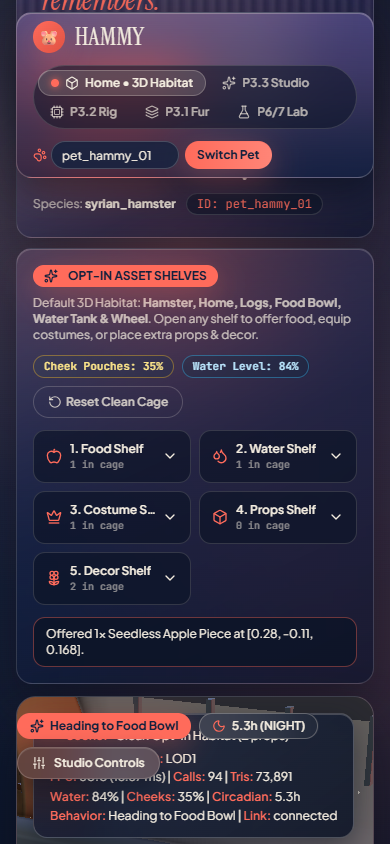 remembers.
HAMMY
Home • 3D Habitat
P3.3 Studio
P3.2 Rig
P3.1 Fur
P6/7 Lab
pet_hammy_01
Switch Pet
Species: syrian_hamster
ID: pet_hammy_01
OPT-IN ASSET SHELVES
Default 3D Habitat: Hamster, Home, Logs, Food Bowl,
Water Tank & Wheel. Open any shelf to offer food, equip
costumes, or place extra props & decor.
Cheek Pouches: 35%
Water Level: 84%
Reset Clean Cage
1. Food Shelf
1 in cage
2. Water Shelf
1 in cage
3. Costume S...
1 in cage
4. Props Shelf
0 in cage
5. Decor Shelf
2 in cage
Offered 1× Seedless Apple Piece at [0.28, -0.11,
0.168].
Heading to Food Bowl
5.3h (NIGHT)
Studio Controls
LOD1
Calls: 94 | Tris: 73,891
Water: 84% | Cheeks: 35% | Circadian: 5.3h
Behavior: Heading to Food Bowl | Link: connected